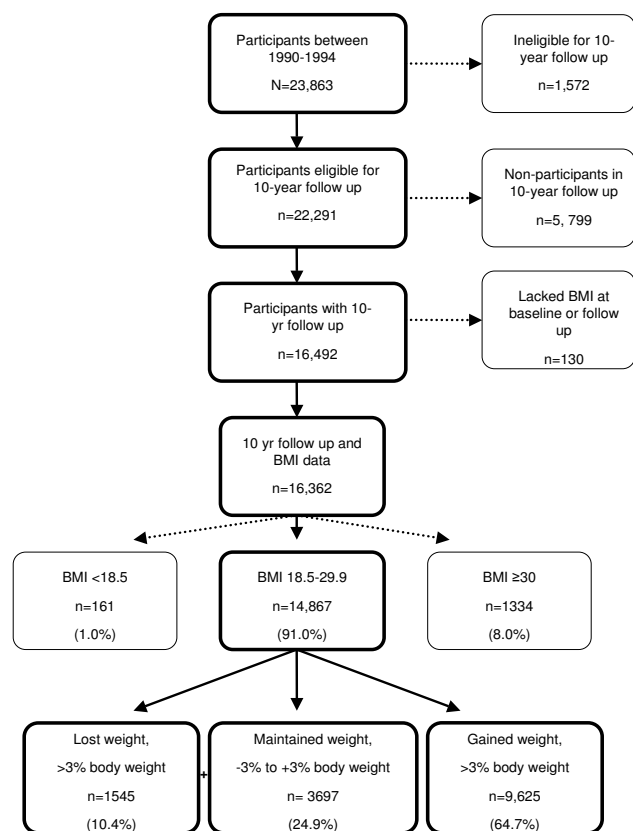 Participants between
1990-1994
N=23,863
Ineligible for 10-
year follow up
n=1,572
Participants eligible for
10-year follow up
n=22,291
Non-participants in
10-year follow up
n=5, 799
Participants with 10-
yr follow up
n=16,492
Lacked BMI at
baseline or follow
up
n=130
10 yr follow up and
BMI data
n=16,362
BMI <18.5
n=161
(1.0%)
BMI 18.5-29.9
n=14,867
(91.0%)
BMI ≥30
n=1334
(8.0%)
Lost weight,
>3% body weight
n=1545
(10.4%)
+
Maintained weight,
-3% to +3% body weight
n= 3697
(24.9%)
Gained weight,
>3% body weight
n=9,625
(64.7%)